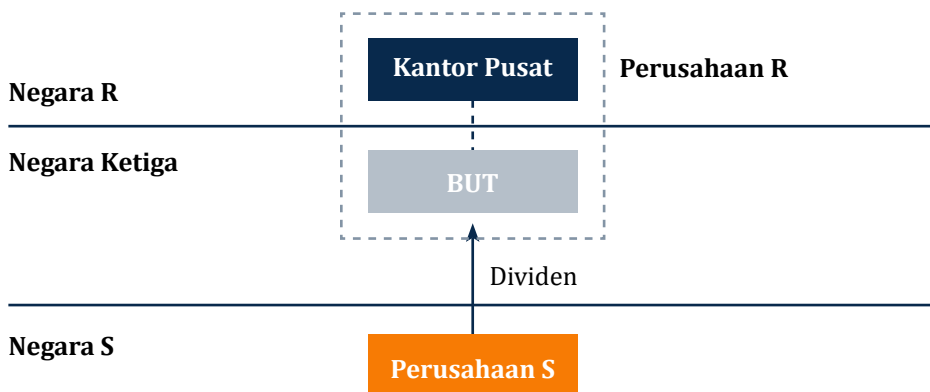 Kantor Pusat
Perusahaan R
Negara R
Negara Ketiga
BUT
Dividen
Negara S
Perusahaan S